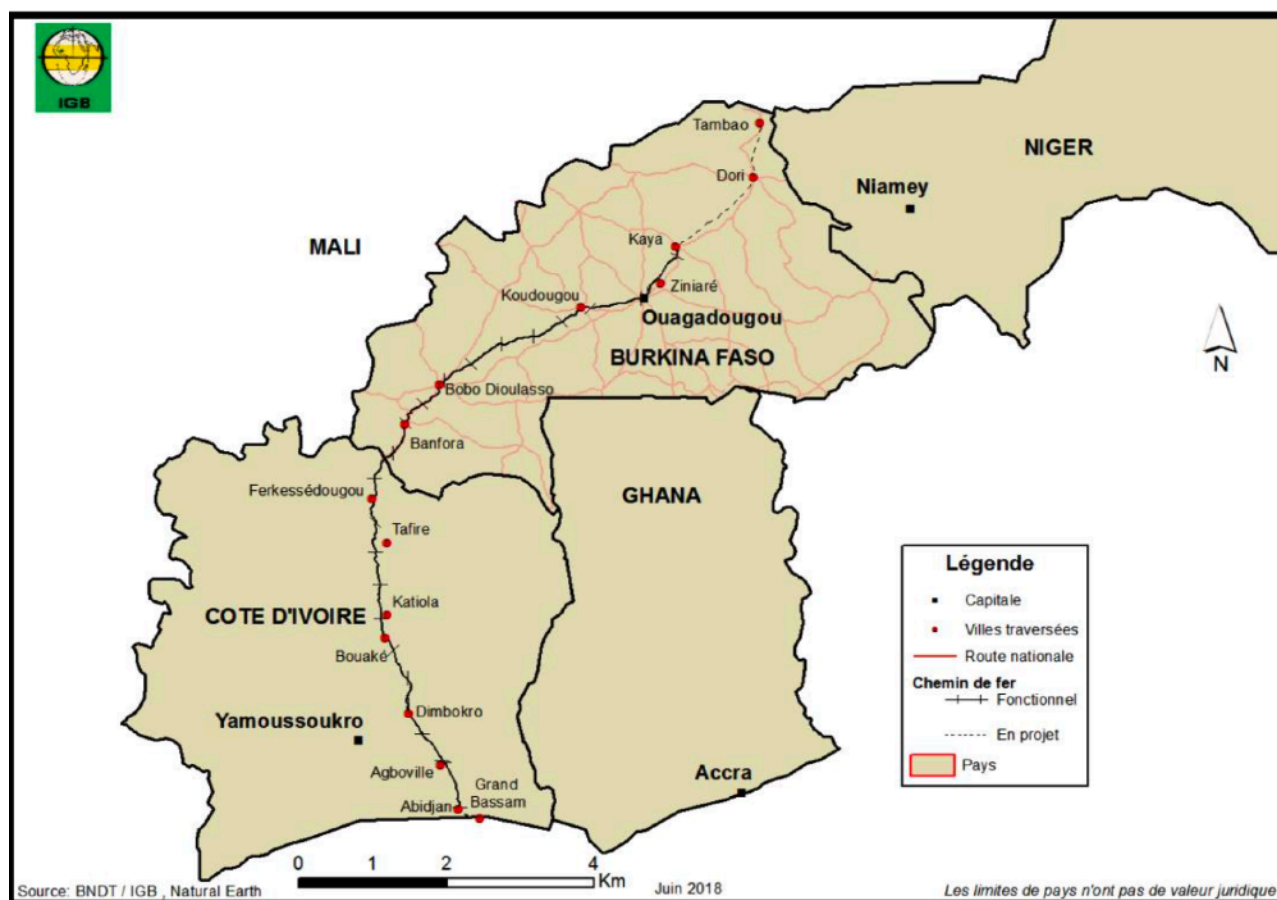 IGB
Tambao
NIGER
Dori
Niamey
MALI
Kaya
Ziniaré
Koudougou
Ouagadougou
BURKINA FASO
N
Bobo Dioulasso
Banfora
Ferkessédougou
GHANA
Tafire
COTE D'IVOIRE
Katiola
Bouaké
Dimbokro
Yamoussoukro
Agboville
Accra
Grand
Bassam
Abidjan
Légende
Capitale
Villes traversées
Route nationale
Chemin de fer
Fonctionnel
En projet
Pays
0 1 2 4
Km
Source: BNDT / IGB , Natural Earth
Juin 2018
Les limites de pays n'ont pas de valeur juridique